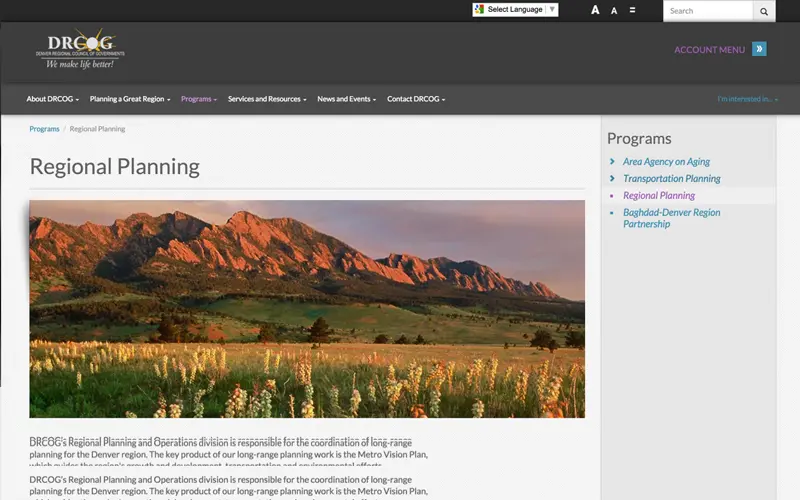 Select Language ▼
A A =
Search
DRCOG
DENVER REGIONAL COUNCIL OF GOVERNMENTS
We make life better!
ACCOUNT MENU »
About DRCOG Planning a Great Region Programs Services and Resources News and Events Contact DRCOG I'm interested in...
Programs / Regional Planning
Regional Planning
Programs
Area Agency on Aging
Transportation Planning
Regional Planning
Baghdad-Denver Region
Partnership
DRCOG's Regional Planning and Operations division is responsible for the coordination of long-range
planning for the Denver region. The key product of our long-range planning work is the Metro Vision Plan,
which guides the region's growth and development, transportation and environmental efforts.
DRCOG's Regional Planning and Operations division is responsible for the coordination of long-range
planning for the Denver region. The key product of our long-range planning work is the Metro Vision Plan,